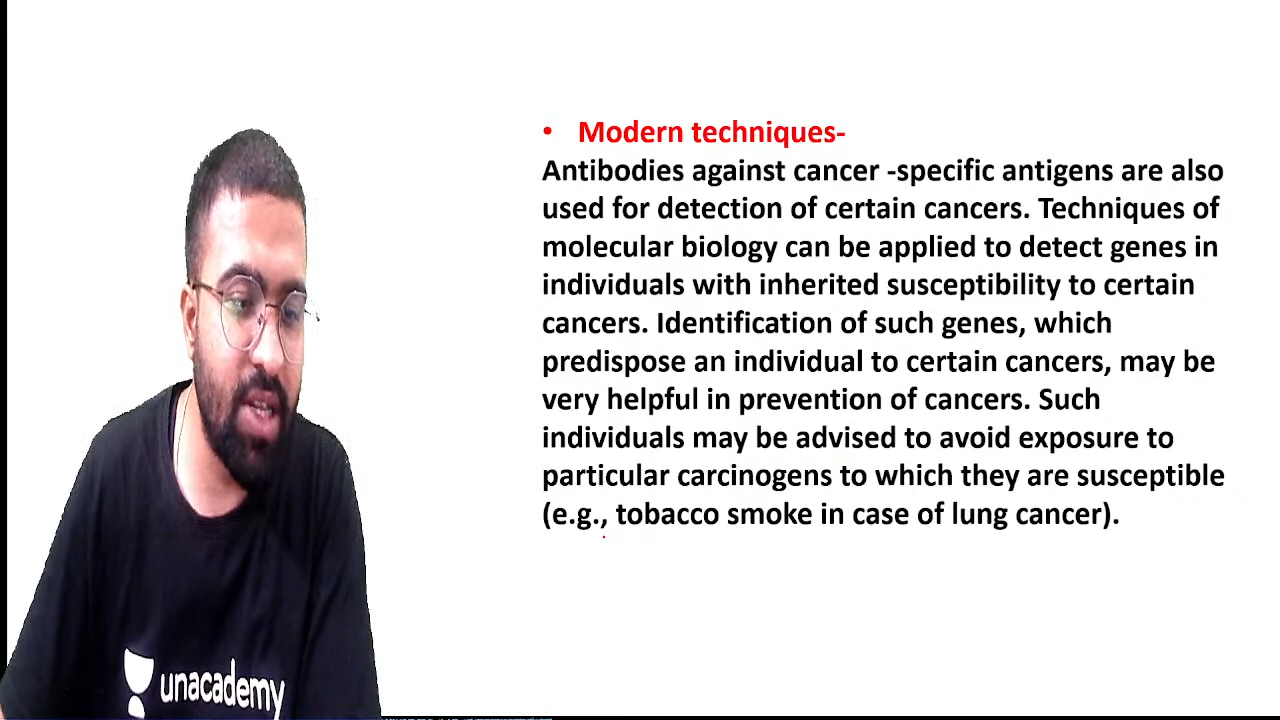 • Modern techniques-
Antibodies against cancer -specific antigens are also
used for detection of certain cancers. Techniques of
molecular biology can be applied to detect genes in
individuals with inherited susceptibility to certain
cancers. Identification of such genes, which
predispose an individual to certain cancers, may be
very helpful in prevention of cancers. Such
individuals may be advised to avoid exposure to
particular carcinogens to which they are susceptible
(e.g., tobacco smoke in case of lung cancer).
unacademy